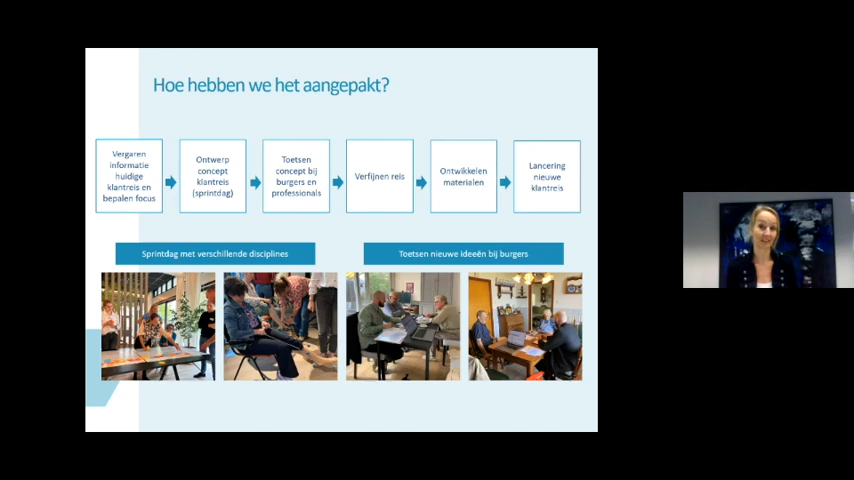 Hoe hebben we het aangepakt?
Vergaren
informatie
huidige
klantreis en
bepalen focus
Ontwerp
concept
klantreis
(sprintdag)
Toetsen
concept bij
burgers en
professionals
Verfijnen reis
Ontwikkelen
materialen
Lancering
nieuwe
klantreis
Sprintdag met verschillende disciplines
Toetsen nieuwe ideeën bij burgers